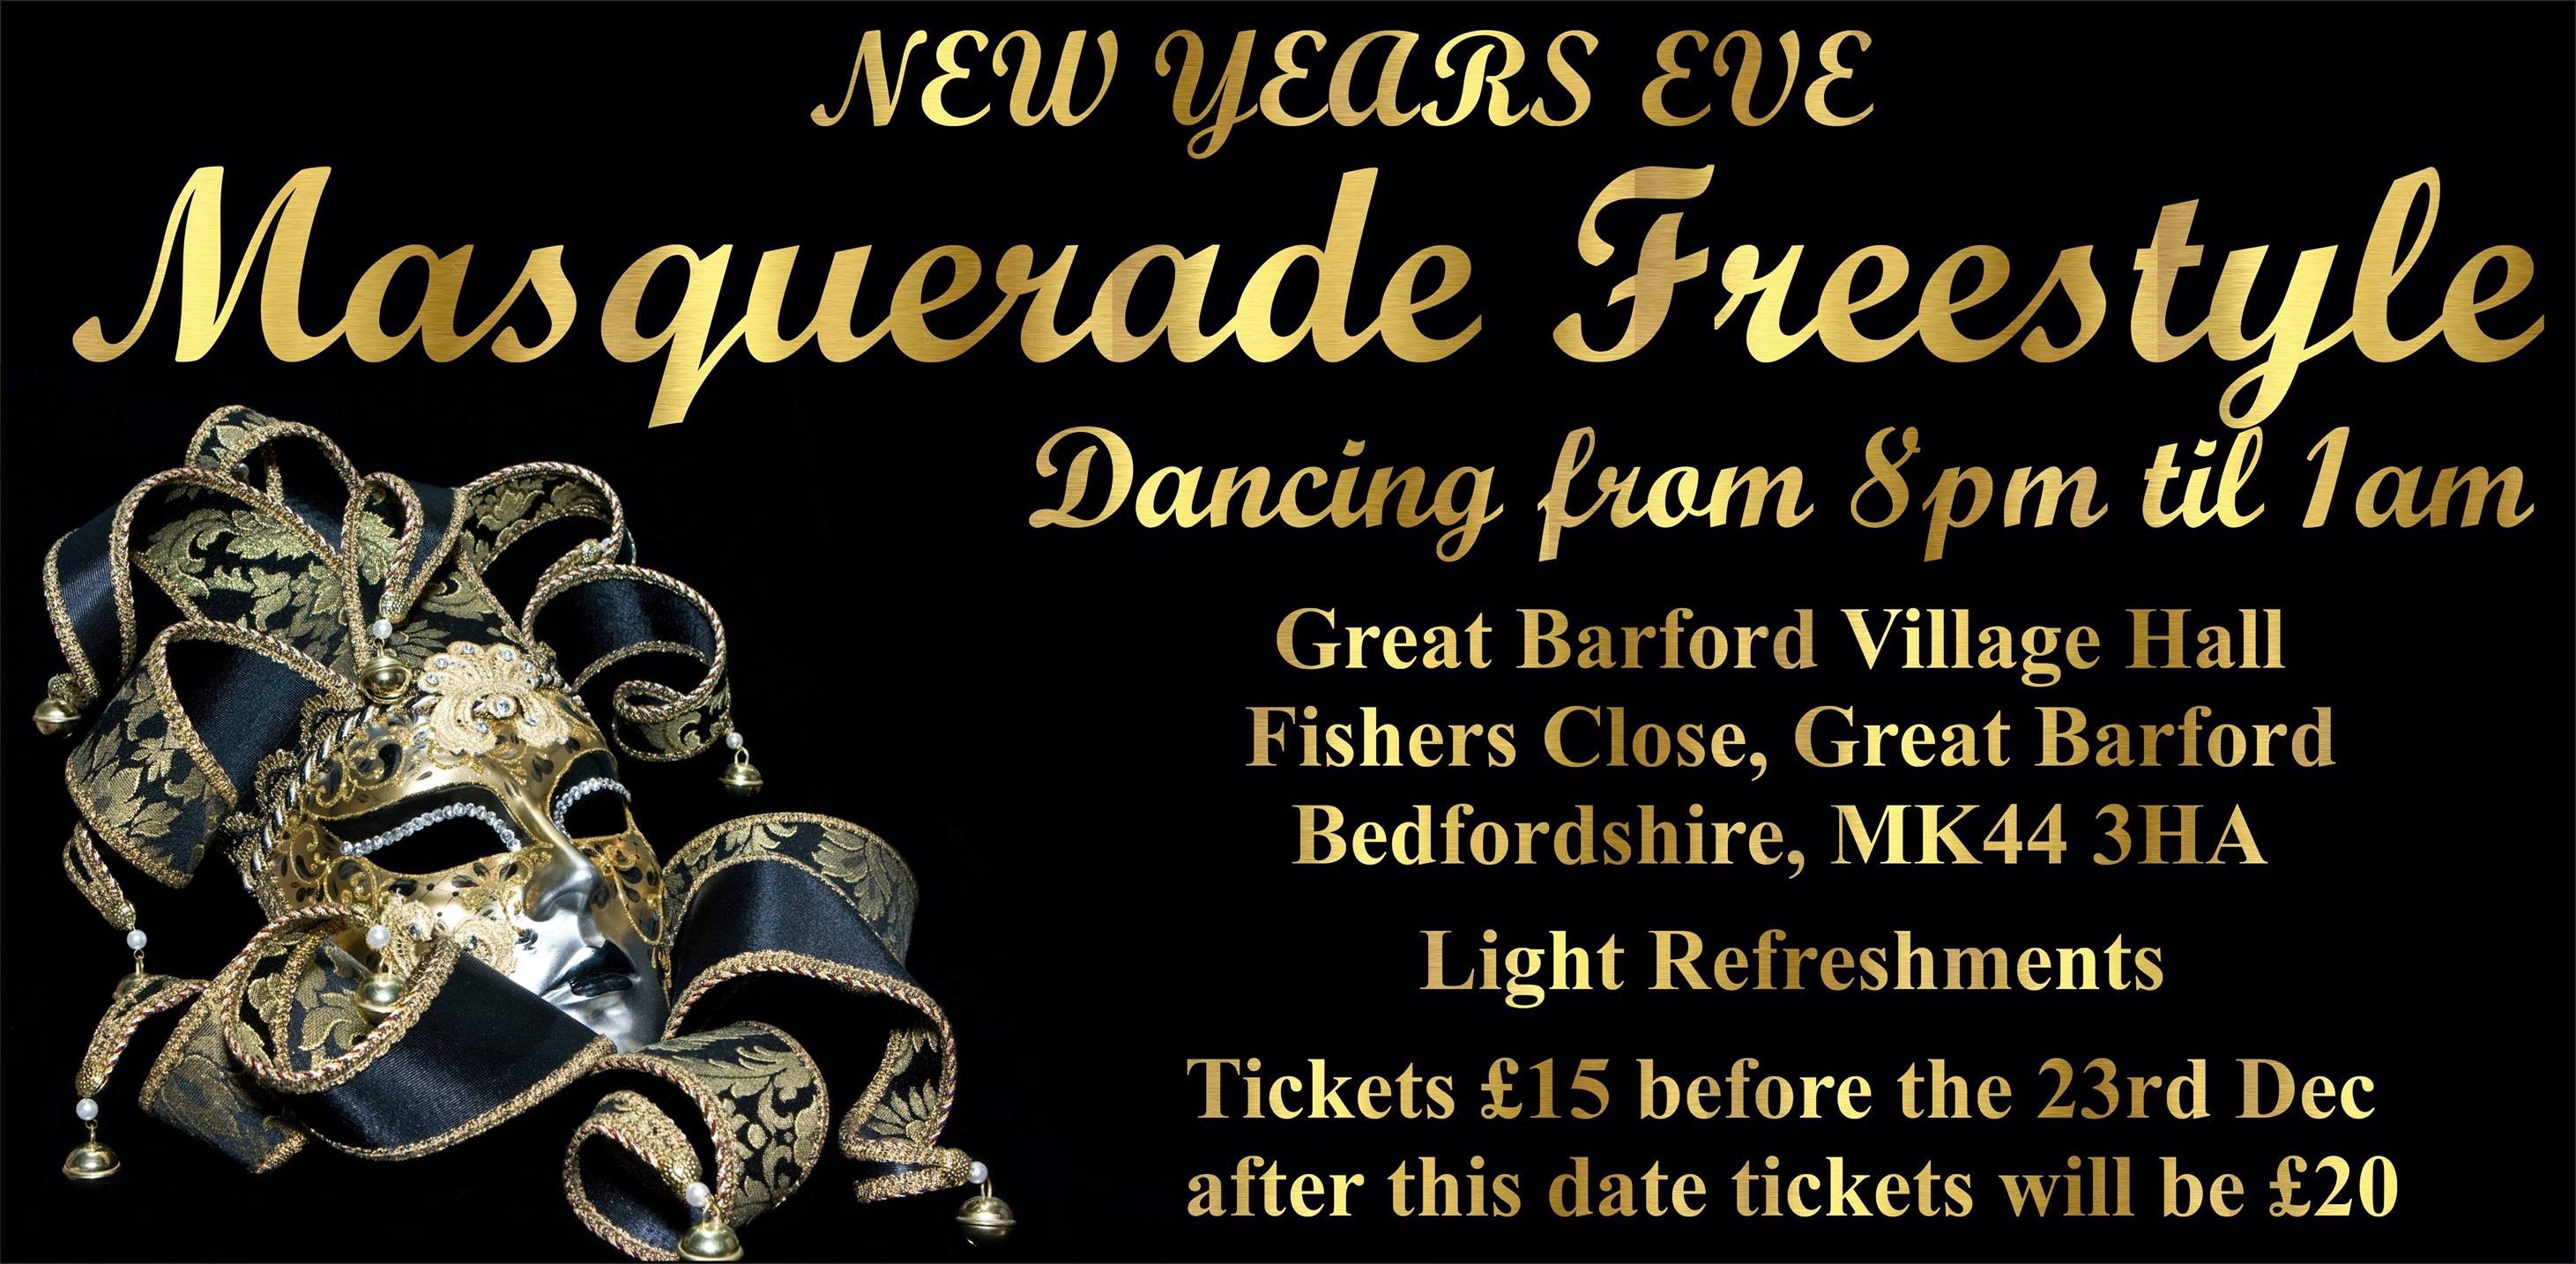 NEW YEARS EVE
Masquerade Freestyle
Dancing from 8pm til 1am
Great Barford Village Hall
Fishers Close, Great Barford
Bedfordshire, MK44 3HA
Light Refreshments
Tickets £15 before the 23rd Dec
after this date tickets will be £20